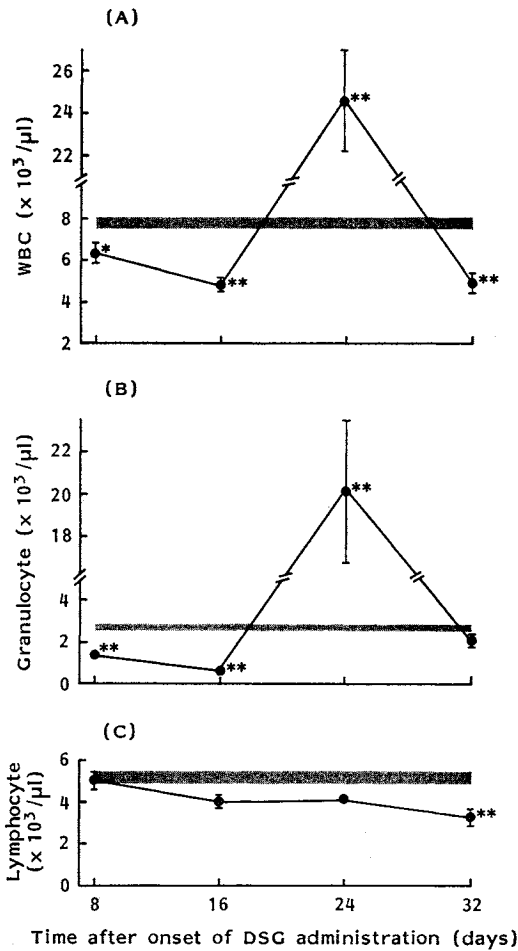 (A)
26
24
22
8
6
4
2
WBC (x 10³/µl)
*
**
**
**
(B)
22
20
18
4
2
0
Granulocyte (x 10³/µl)
**
**
**
(C)
6
4
2
0
Lymphocyte
(x 10³/µl)
**
8 16 24 32
Time after onset of DSG administration (days)